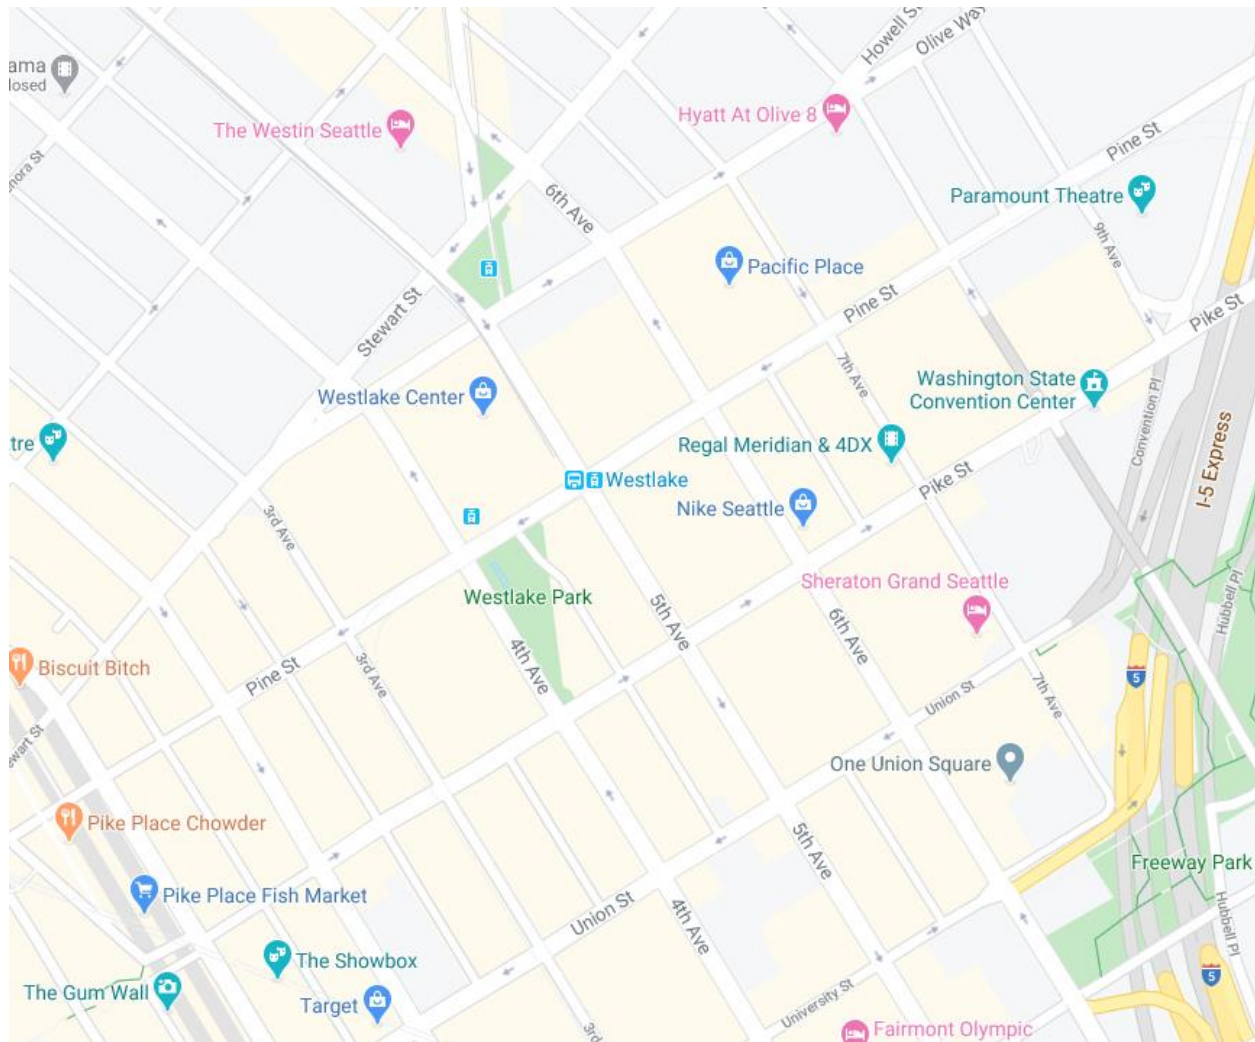 Howell St
Olive Way
ama
losed
The Westin Seattle
Hyatt At Olive 8
Pine St
nora St
6th Ave
Paramount Theatre
9th Ave
Pacific Place
Stewart St
Pine St
Pike St
7th Ave
Westlake Center
Washington State
Convention Center
Convention Pl
I-5 Express
tre
Regal Meridian & 4DX
Westlake
Pike St
Nike Seattle
3rd Ave
Westlake Park
Sheraton Grand Seattle
Hubbell Pl
5th Ave
6th Ave
Biscuit Bitch
Pine St
3rd Ave
4th Ave
Union St
7th Ave
5
ewart St
One Union Square
Pike Place Chowder
5th Ave
Freeway Park
Pike Place Fish Market
Union St
4th Ave
Hubbell Pl
The Showbox
5
The Gum Wall
Target
University St
3rd
Fairmont Olympic